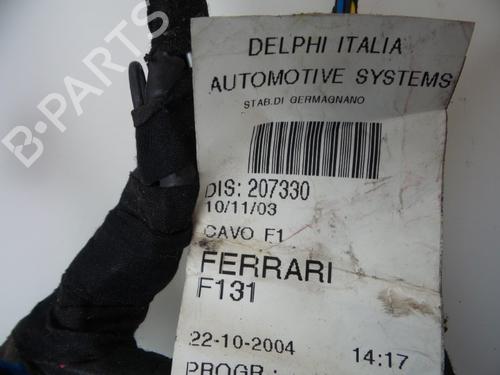 DELPHI ITALIA
AUTOMOTIVE SYSTEMS
STAB.DI GERMAGNANO
DIS: 207330
10/11/03
CAVO F1
FERRARI
F131
22-10-2004 14:17
PROGR.:
B-PARTS